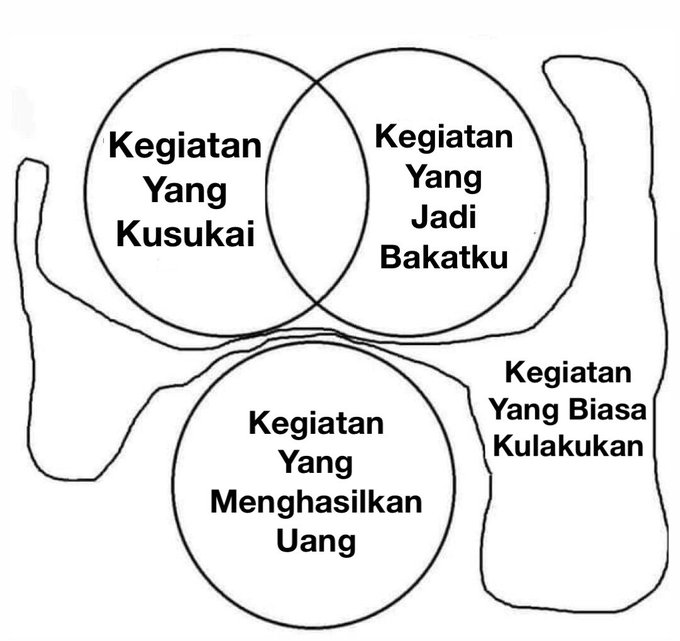 Kegiatan
Yang
Kusukai
Kegiatan
Yang
Jadi
Bakatku
Kegiatan
Yang Biasa
Kulakukan
Kegiatan
Yang
Menghasilkan
Uang